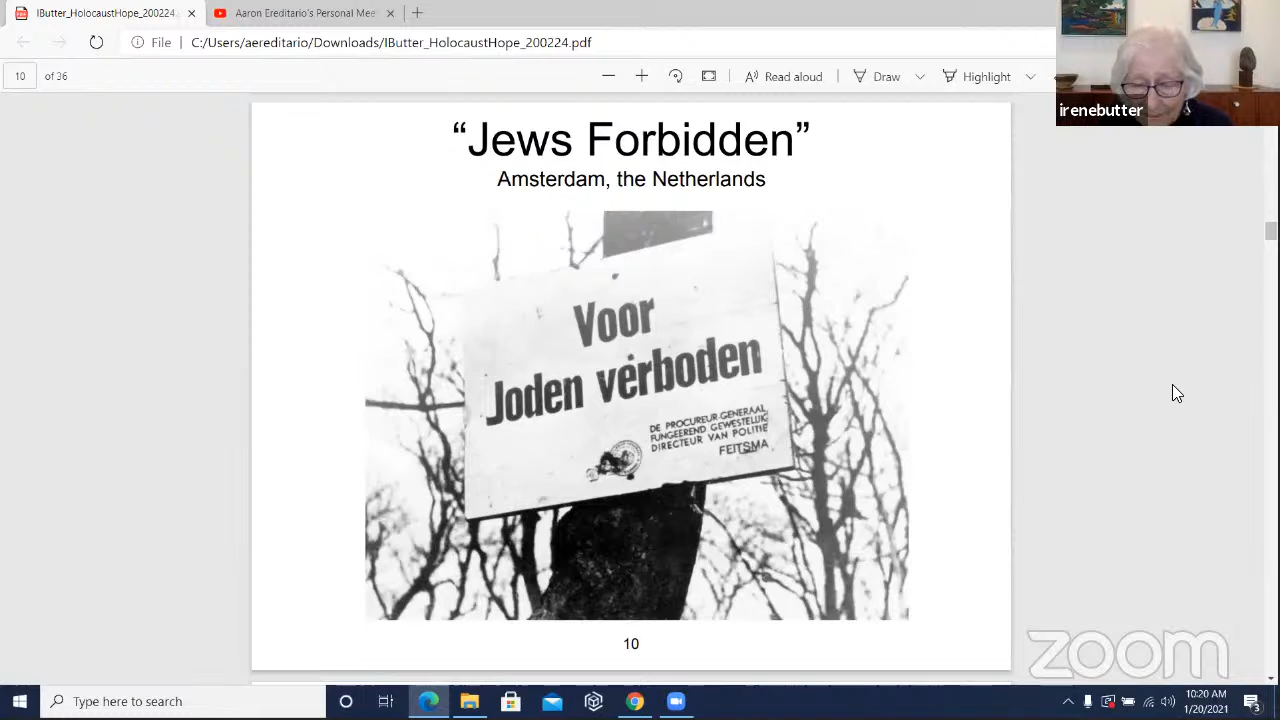 IButter_HolocaustHope_200224.
Aaron Ereditario's Personal Mee
File
C:/Users/aereditario/Downloads/IButter_HolocaustHope_200224.pdf
10 of 36
Read aloud
Draw
Highlight
irenebutter
“Jews Forbidden”
Amsterdam, the Netherlands
Voor
Joden verboden
DE PROCUREUR-GENERAAL
FUNGEEREND GEWESTELIJK
DIRECTEUR VAN POLITIE
FEITSMA
10
zoom
Type here to search
10:20 AM
1/20/2021
3